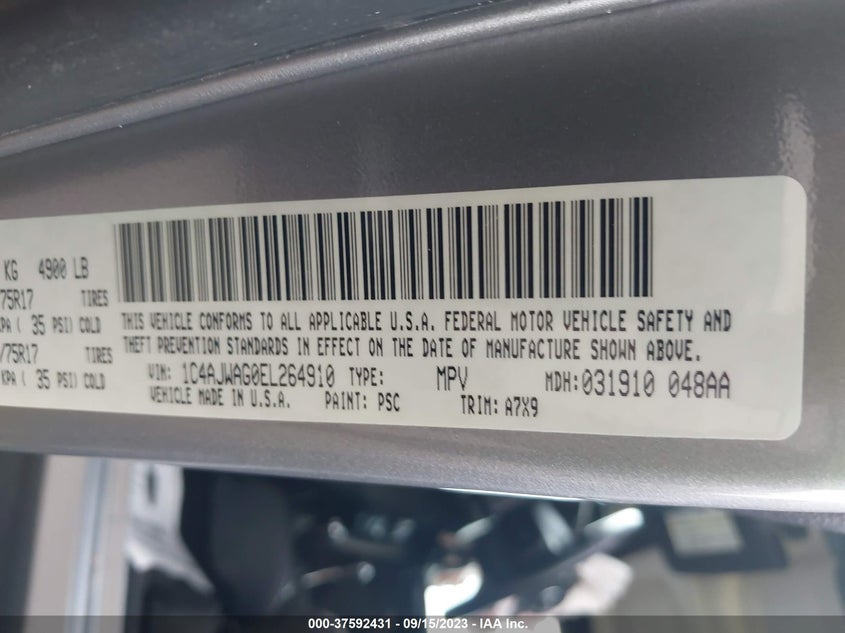 KG 4900 LB
75R17 TIRES
KPA ( 35 PSI) COLD
/75R17 TIRES
KPA ( 35 PSI) COLD
THIS VEHICLE CONFORMS TO ALL APPLICABLE U.S.A. FEDERAL MOTOR VEHICLE SAFETY AND
THEFT PREVENTION STANDARDS IN EFFECT ON THE DATE OF MANUFACTURE SHOWN ABOVE.
VIN: 1C4AJWAG0EL264910 TYPE: MPV MDH: 031910 048AA
VEHICLE MADE IN U.S.A. PAINT: PSC TRIM: A7X9
000-37592431 - 09/15/2023 - IAA Inc.